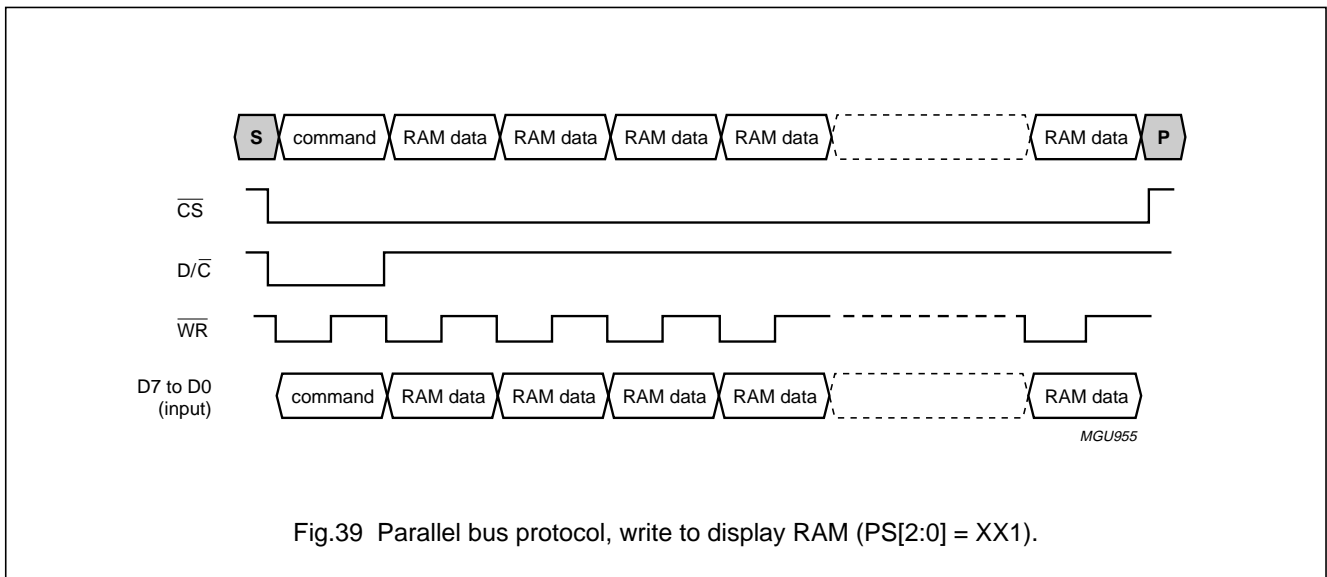 S command RAM data RAM data RAM data RAM data RAM data P
CS
D/C
WR
D7 to D0
(input)
command RAM data RAM data RAM data RAM data RAM data
MGU955
Fig.39 Parallel bus protocol, write to display RAM (PS[2:0] = XX1).